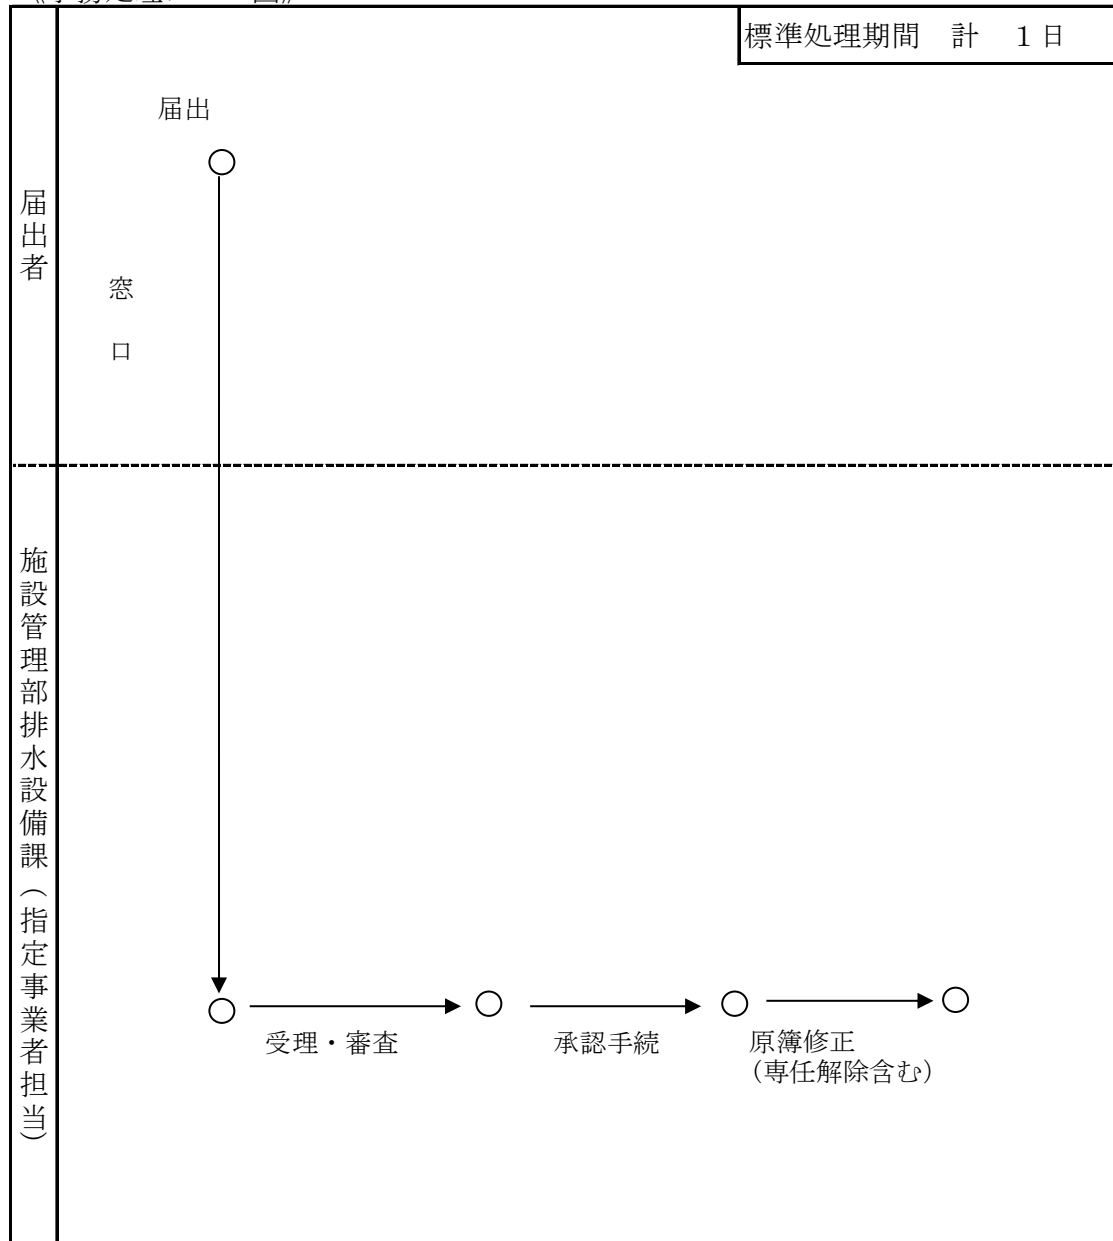 標準処理期間　計　１日
届出
届出者
窓
口
施設管理部排水設備課（指定事業者担当）
受理・審査
承認手続
原簿修正
（専任解除含む）